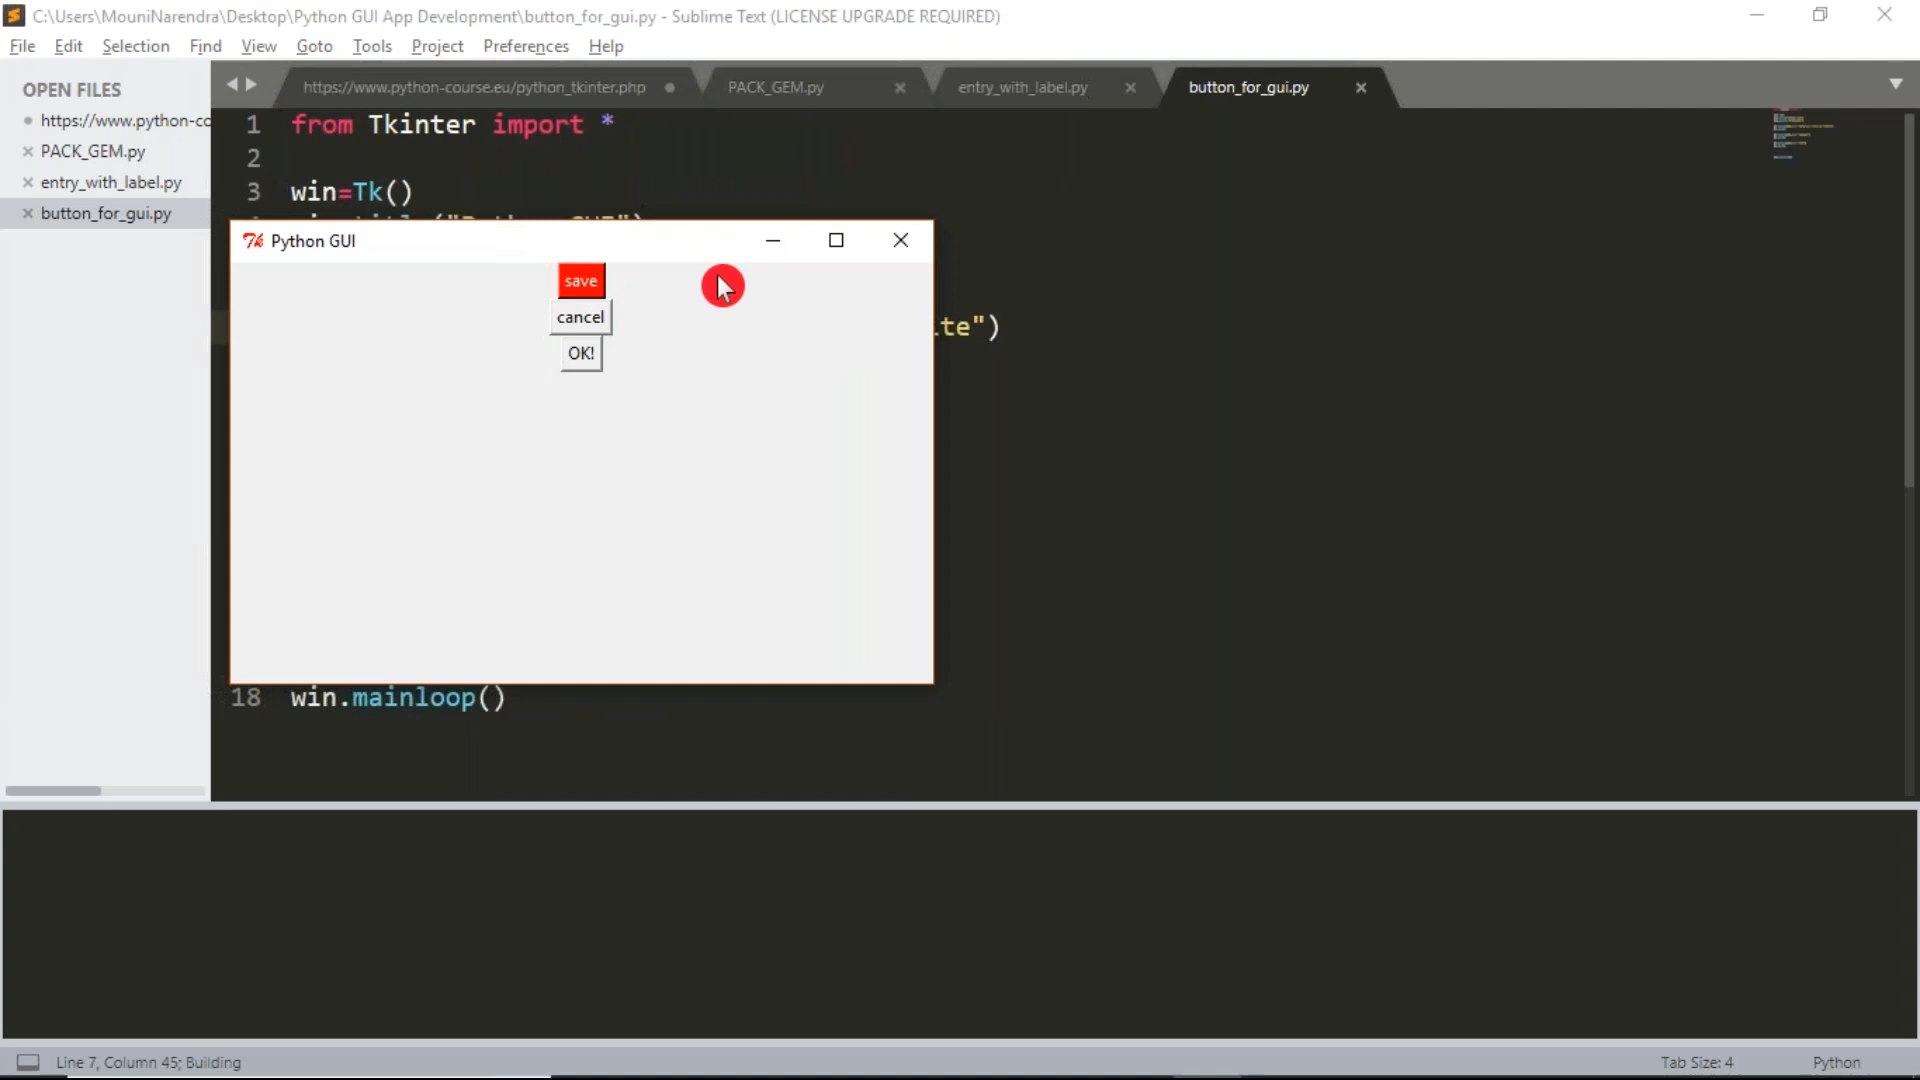 C:\Users\MouniNarendra\Desktop\Python GUI App Development\button_for_gui.py - Sublime Text (LICENSE UPGRADE REQUIRED)
File Edit Selection Find View Goto Tools Project Preferences Help
OPEN FILES
https://www.python-co
PACK_GEM.py
entry_with_label.py
button_for_gui.py
https://www.python-course.eu/python_tkinter.php PACK_GEM.py entry_with_label.py button_for_gui.py
1 from Tkinter import *
2
3 win=Tk()
Python GUI
save
cancel
OK!
te")
18 win.mainloop()
Line 7, Column 45; Building
Tab Size: 4
Python